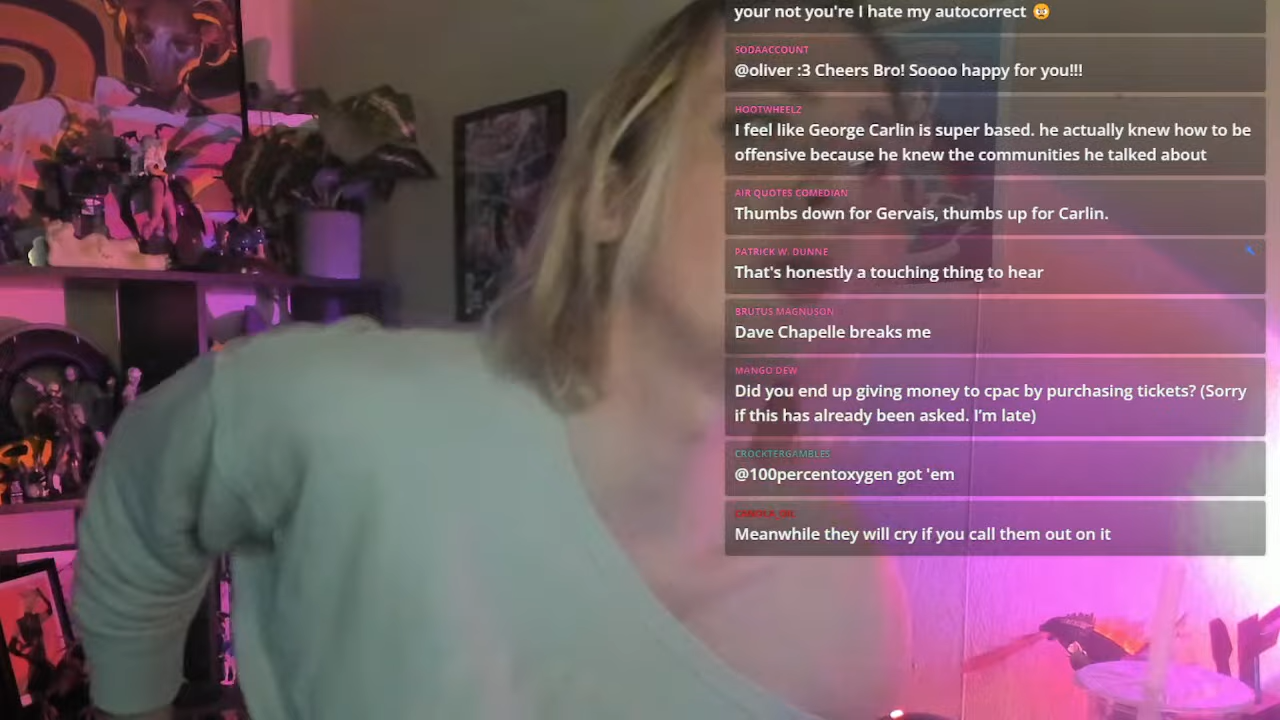 your not you're I hate my autocorrect 😡
SODAACCOUNT
@oliver :3 Cheers Bro! Soooo happy for you!!!
HOOTWHEELZ
I feel like George Carlin is super based. he actually knew how to be
offensive because he knew the communities he talked about
AIR QUOTES COMEDIAN
Thumbs down for Gervais, thumbs up for Carlin.
PATRICK W. DUNNE
That's honestly a touching thing to hear
BRUTUS MAGNUSON
Dave Chapelle breaks me
MANGO DEW
Did you end up giving money to cpac by purchasing tickets? (Sorry
if this has already been asked. I'm late)
CROCKTERGAMBLES
@100percentoxygen got 'em
Meanwhile they will cry if you call them out on it